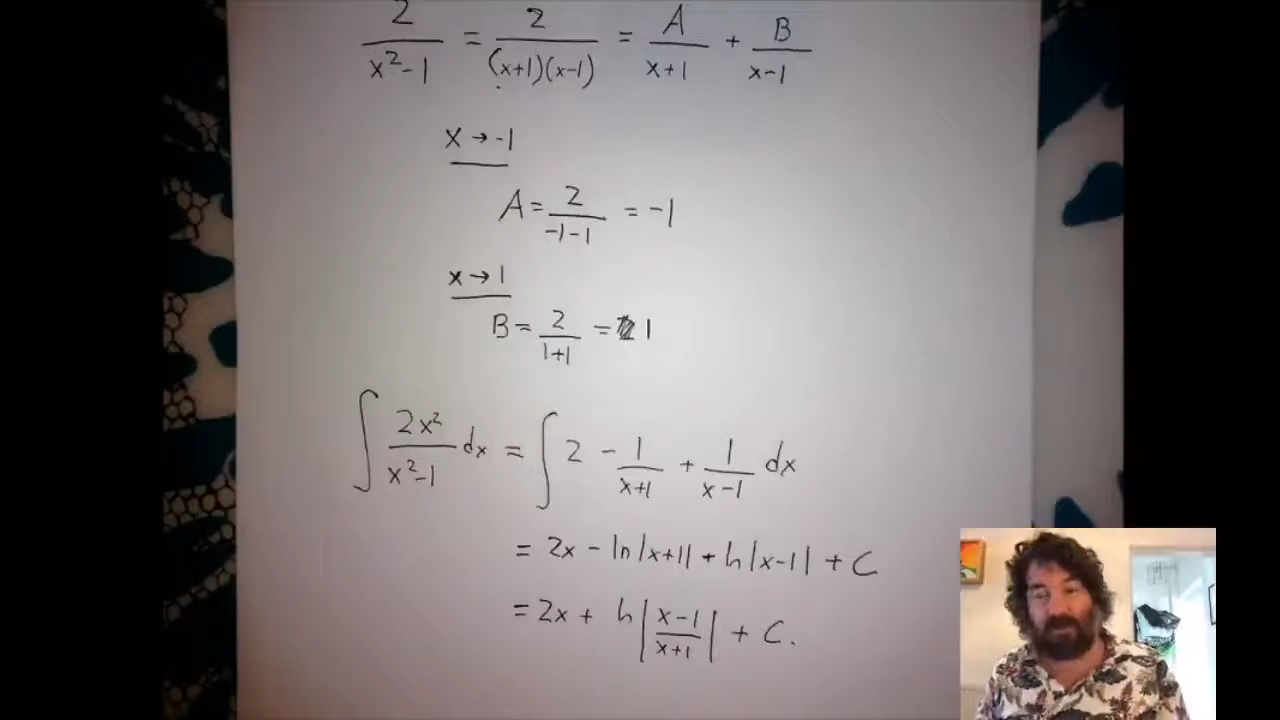 2/(x²-1) = 2/((x+1)(x-1)) = A/(x+1) + B/(x-1)
x → -1
A = 2/(-1-1) = -1
x → 1
B = 2/(1+1) = 1
∫ 2x²/(x²-1) dx = ∫ 2 - 1/(x+1) + 1/(x-1) dx
= 2x - ln|x+1| + ln|x-1| + C
= 2x + ln|(x-1)/(x+1)| + C.